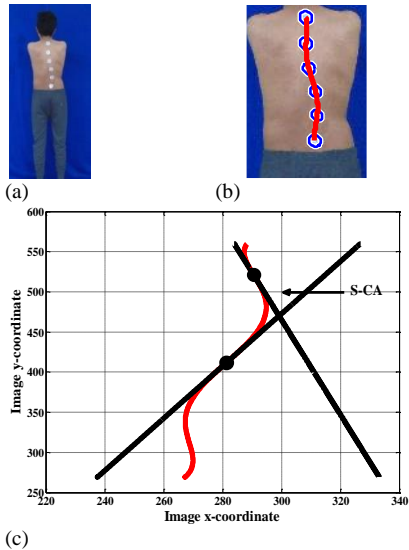 (a)
(b)
600
550
500
450
400
350
300
250
Image y-coordinate
S-CA
220
240
260
280
300
320
340
Image x-coordinate
(c)